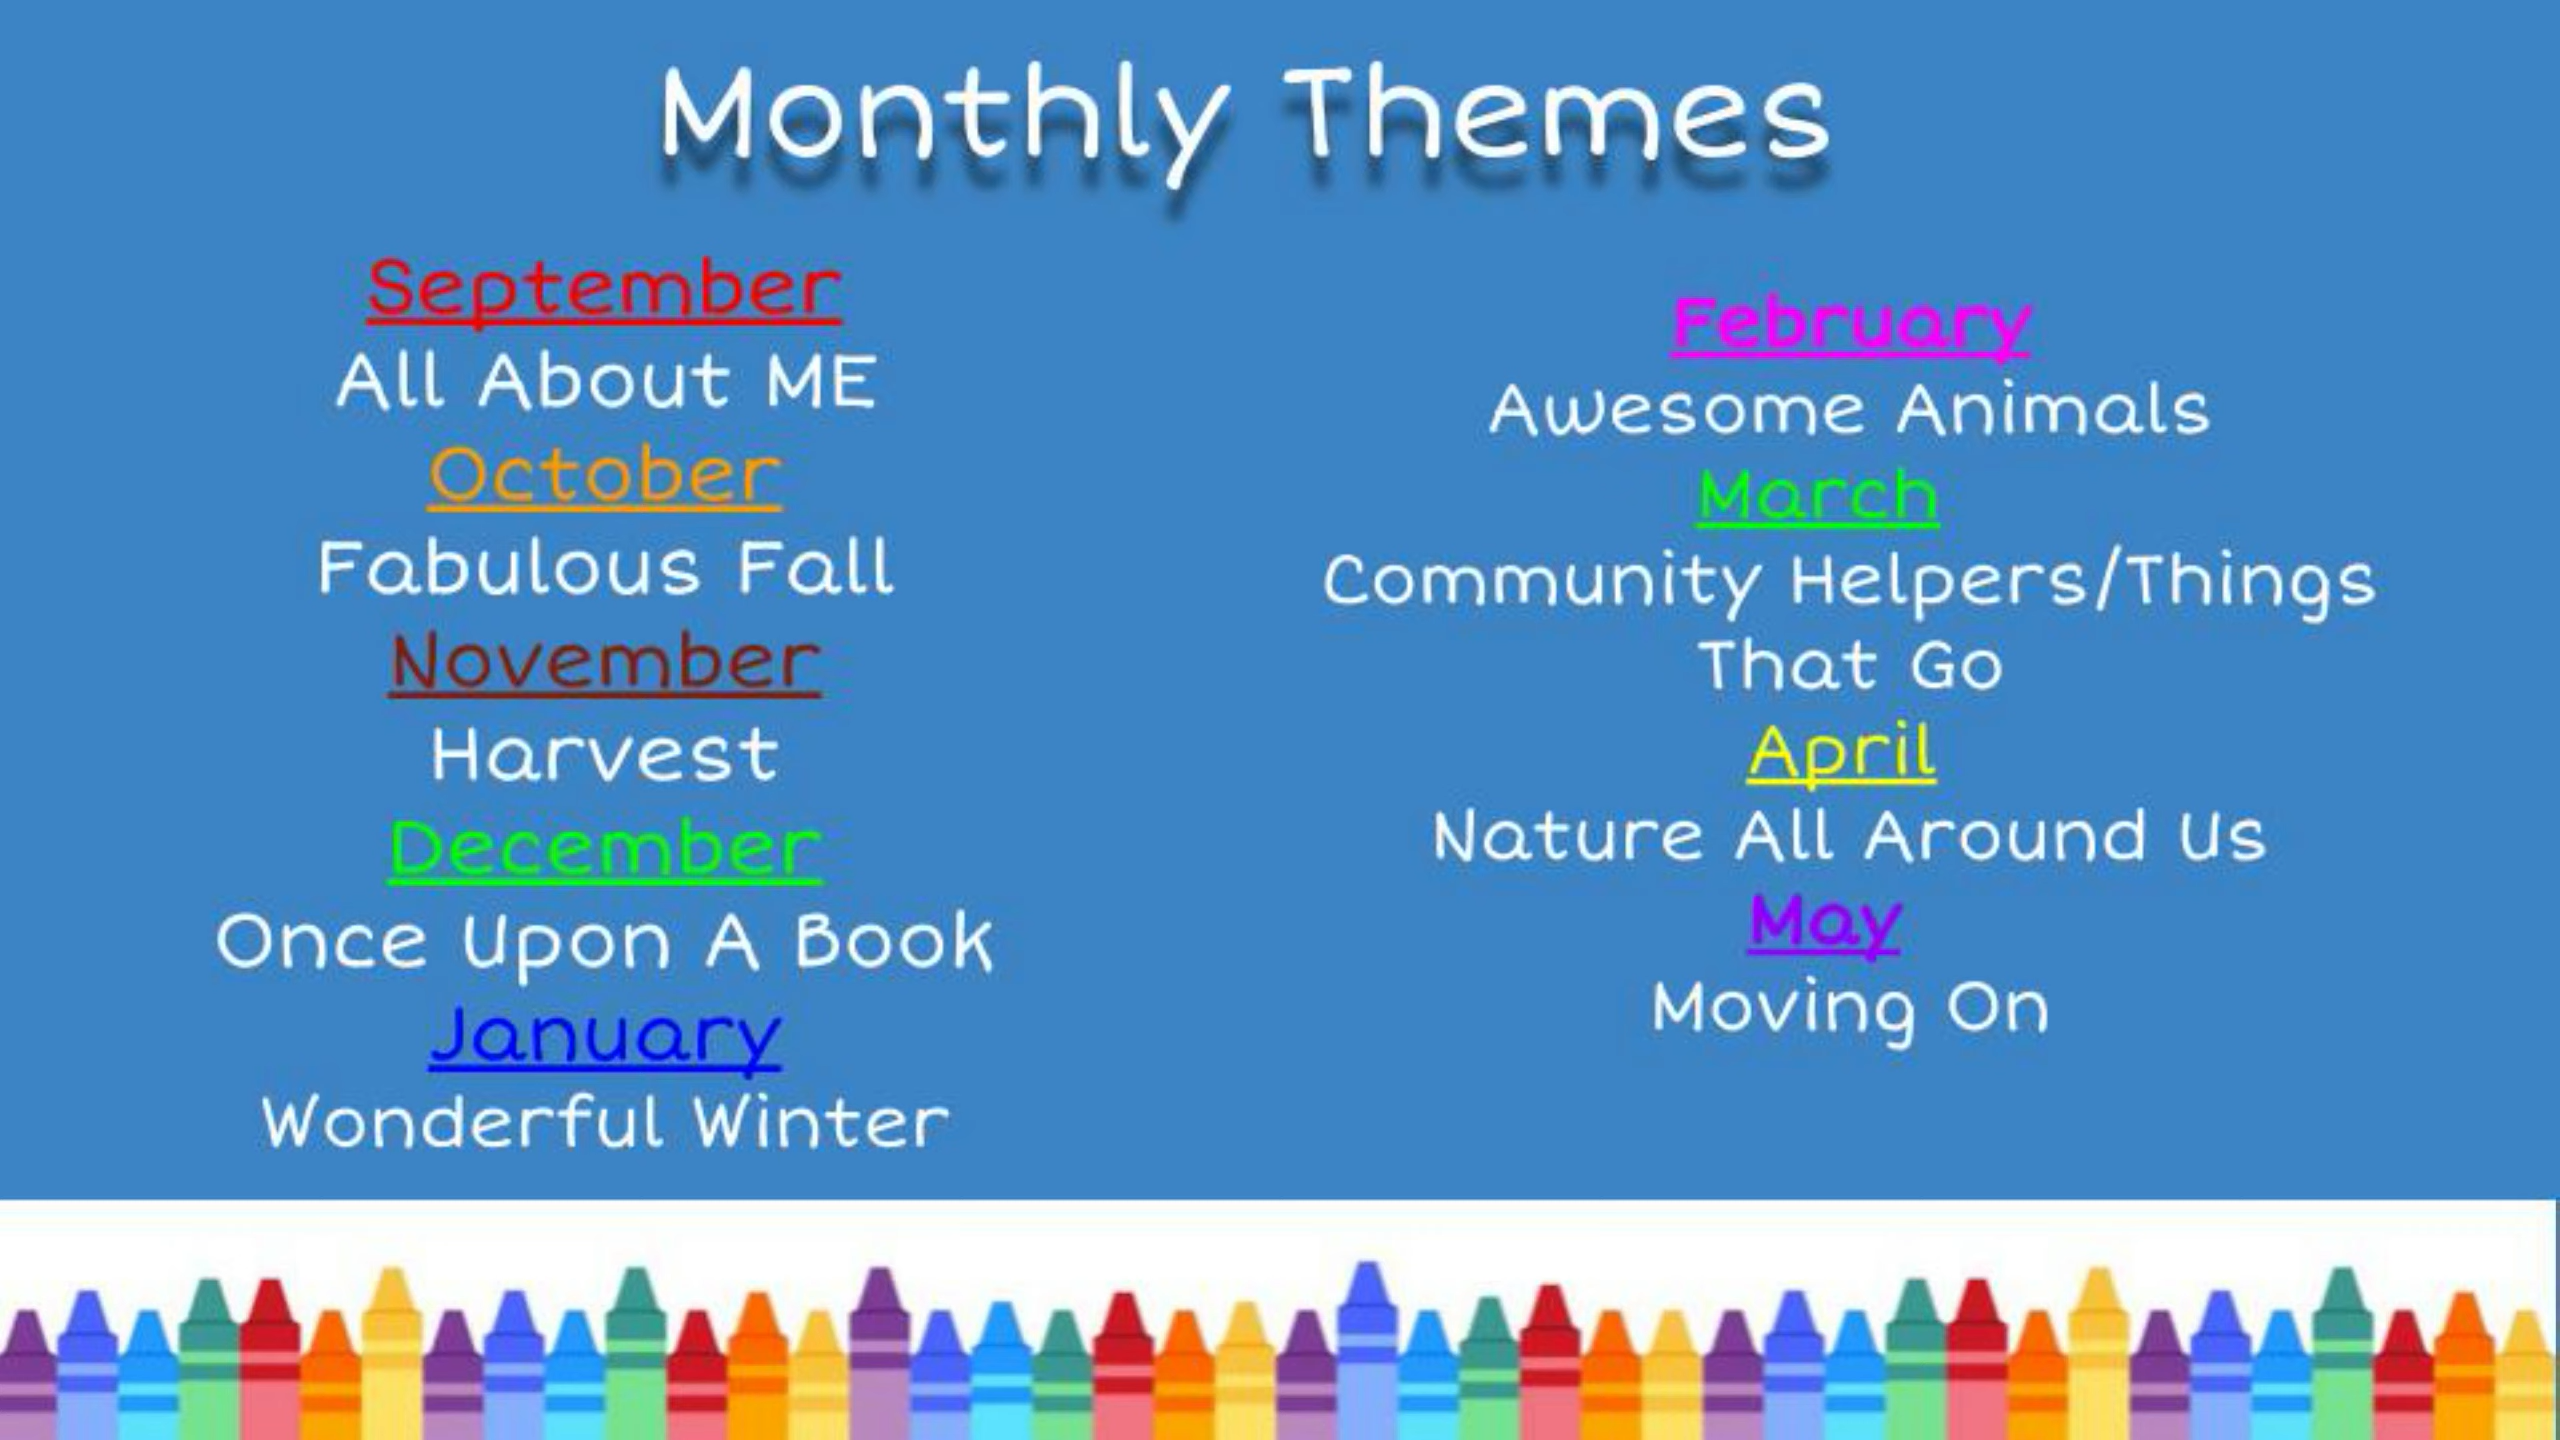 Monthly Themes
September
All About ME
October
Fabulous Fall
November
Harvest
December
Once Upon A Book
January
Wonderful Winter
February
Awesome Animals
March
Community Helpers/Things
That Go
April
Nature All Around Us
May
Moving On